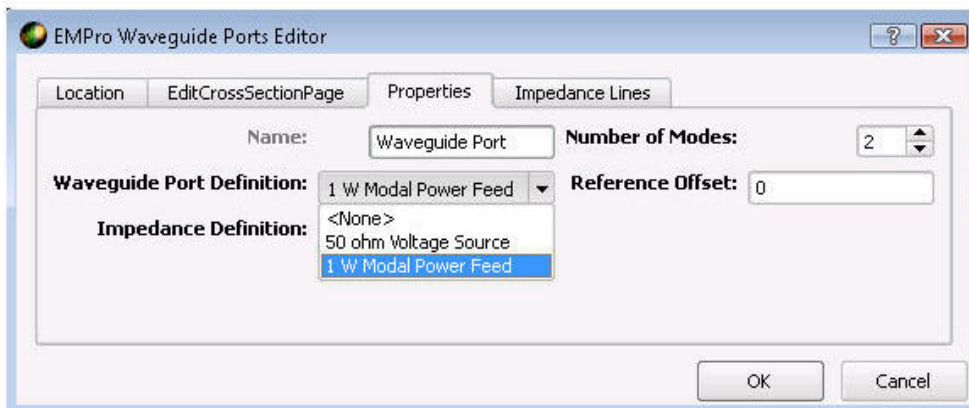 EMPro Waveguide Ports Editor
Location EditCrossSectionPage Properties Impedance Lines
Name: Waveguide Port Number of Modes: 2
Waveguide Port Definition: 1 W Modal Power Feed Reference Offset: 0
Impedance Definition: <None>
50 ohm Voltage Source
1 W Modal Power Feed
OK Cancel